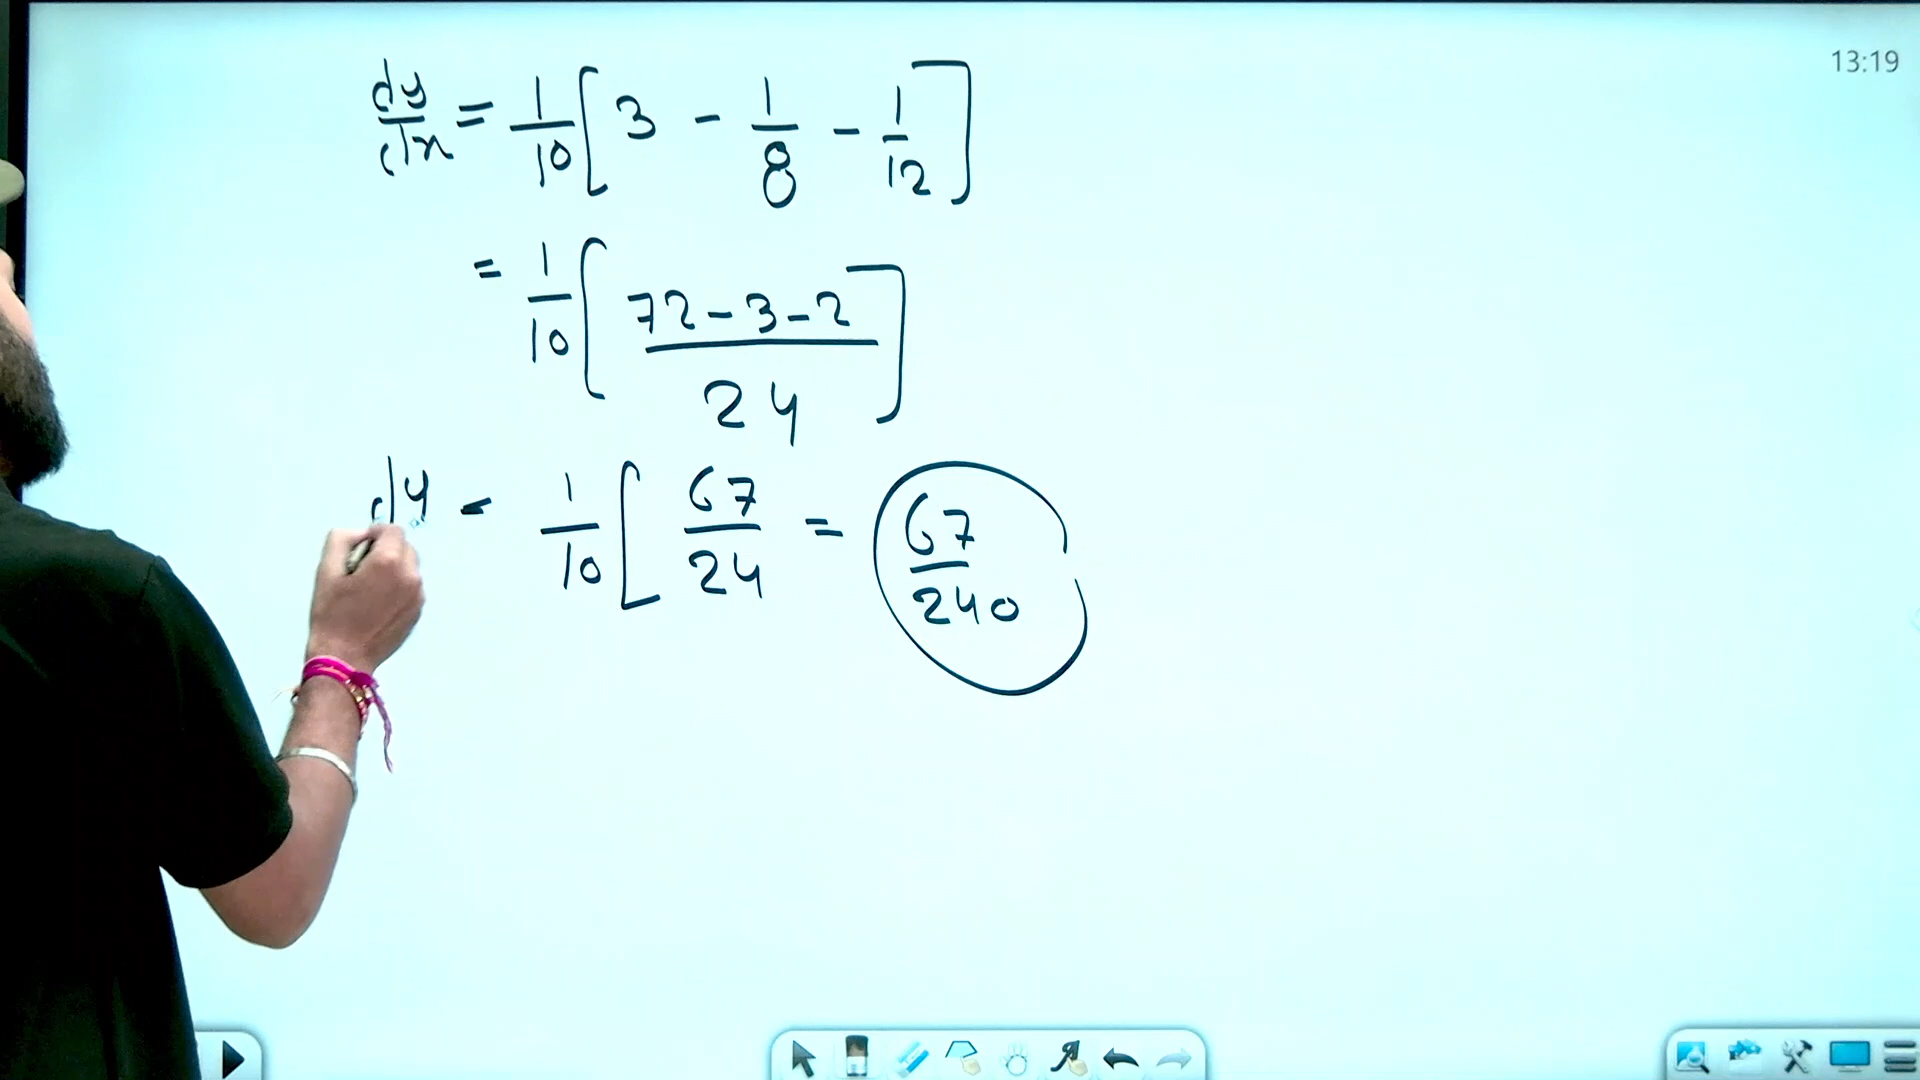 13:19
dy/dx = 1/10 [ 3 - 1/8 - 1/12 ]
= 1/10 [ (72-3-2)/24 ]
dy = 1/10 [ 67/24 = 67/240